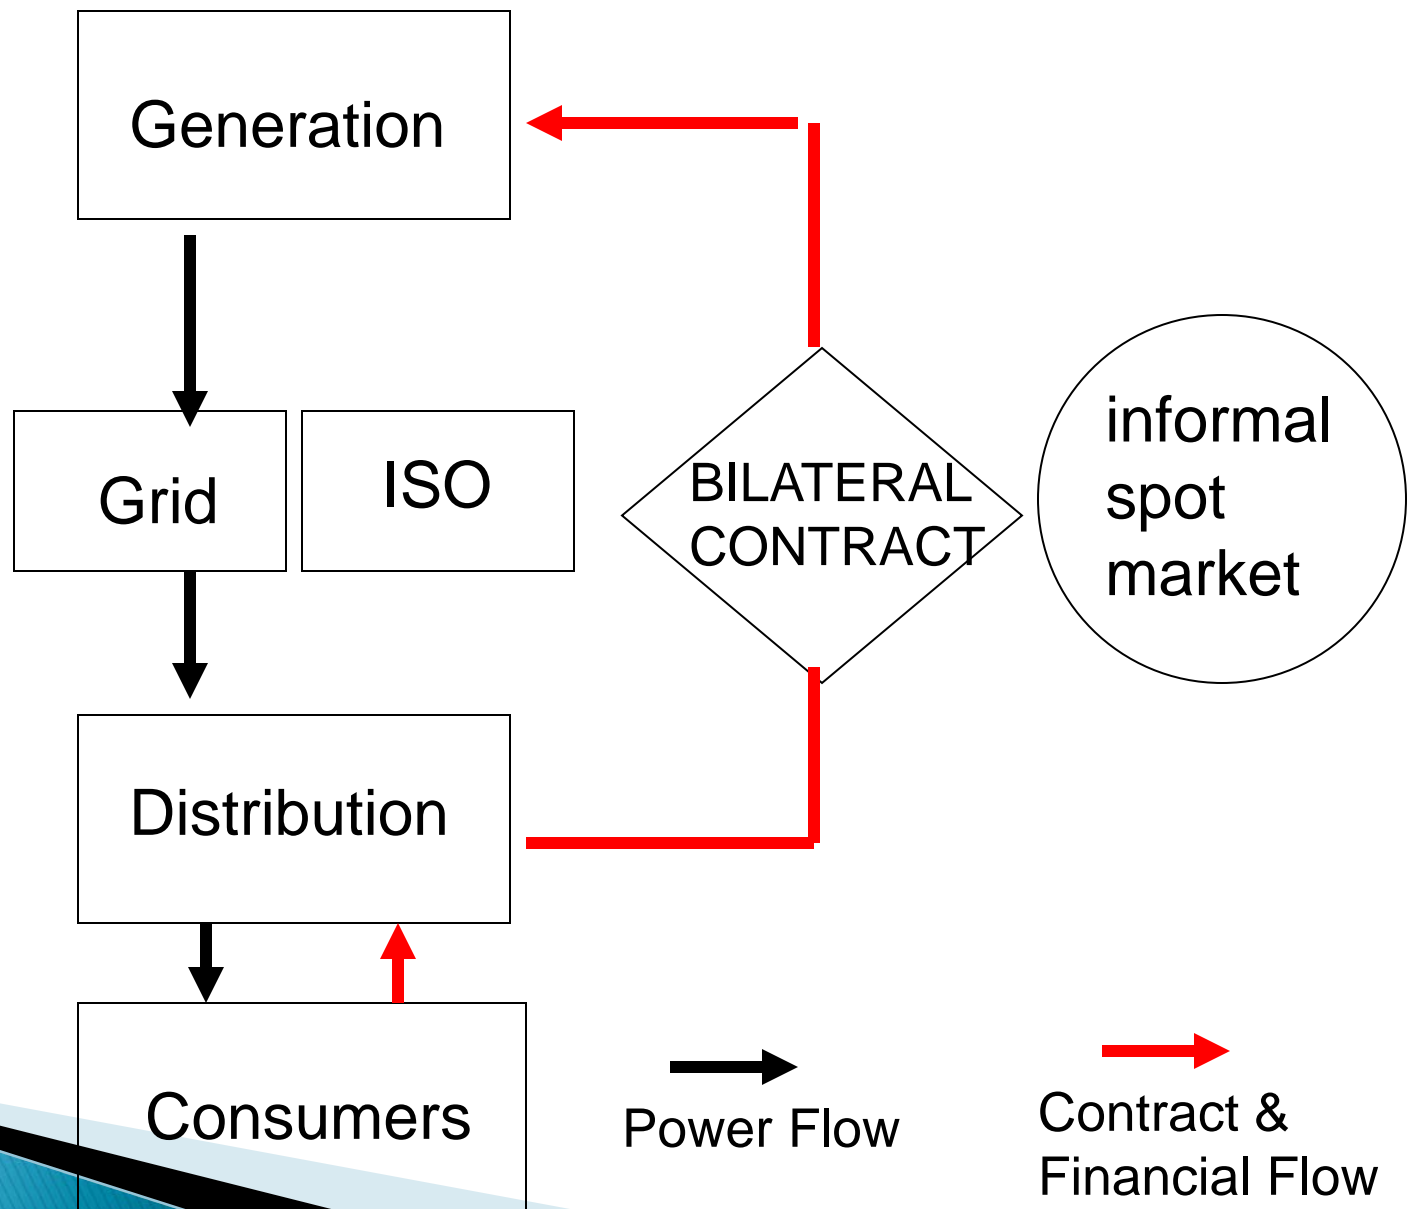 Generation
Grid
ISO
BILATERAL
CONTRACT
informal
spot
market
Distribution
Consumers
Power Flow
Contract &
Financial Flow